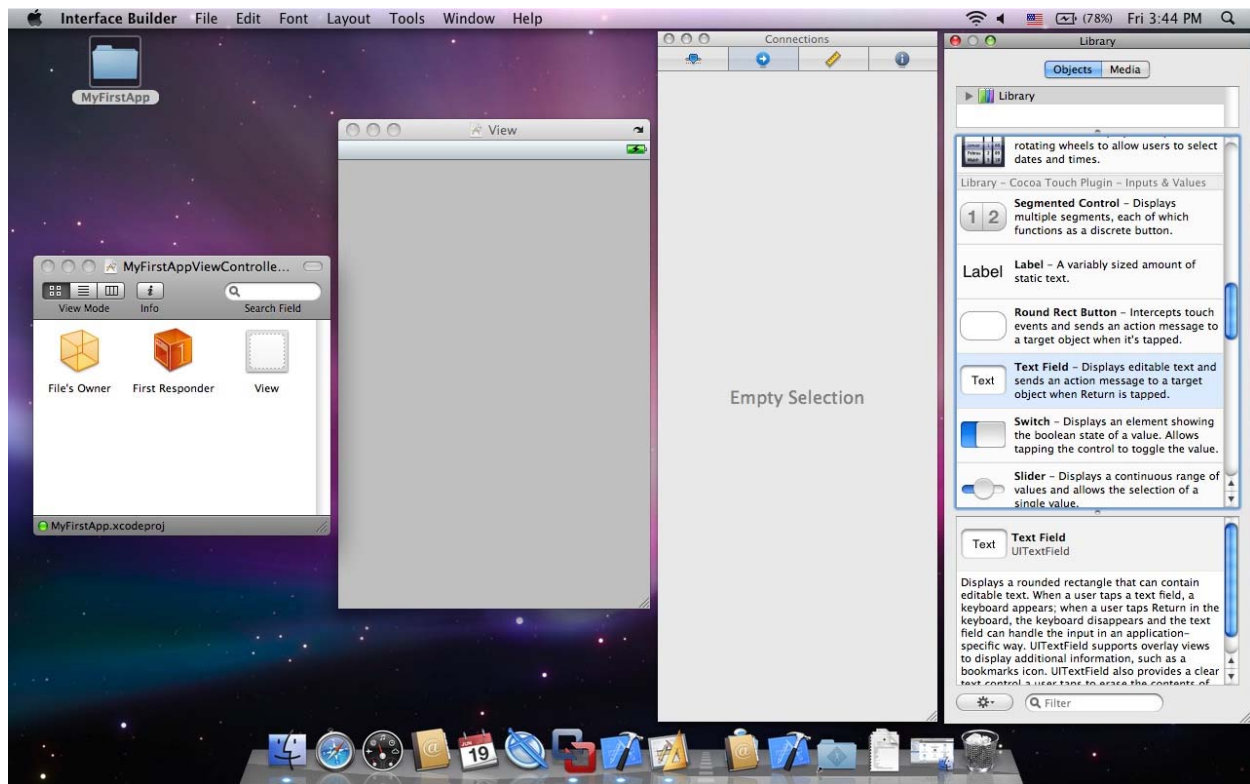 Interface Builder File Edit Font Layout Tools Window Help
(78%) Fri 3:44 PM
MyFirstApp
View
MyFirstAppViewControlle...
View Mode
Info
Search Field
File's Owner
First Responder
View
MyFirstApp.xcodeproj
Connections
Empty Selection
Library
Objects Media
Library
rotating wheels to allow users to select
dates and times.
Library – Cocoa Touch Plugin – Inputs & Values
1 2
Segmented Control – Displays
multiple segments, each of which
functions as a discrete button.
Label
Label – A variably sized amount of
static text.
Round Rect Button – Intercepts touch
events and sends an action message to
a target object when it's tapped.
Text
Text Field – Displays editable text and
sends an action message to a target
object when Return is tapped.
Switch – Displays an element showing
the boolean state of a value. Allows
tapping the control to toggle the value.
Slider – Displays a continuous range of
values and allows the selection of a
single value.
Text
Text Field
UITextField
Displays a rounded rectangle that can contain
editable text. When a user taps a text field, a
keyboard appears; when a user taps Return in the
keyboard, the keyboard disappears and the text
field can handle the input in an application-
specific way. UITextField supports overlay views
to display additional information, such as a
bookmarks icon. UITextField also provides a clear
text control a user taps to erase the contents of
Filter
JUN
19